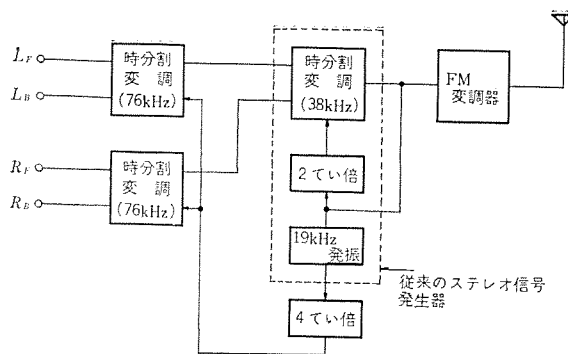 L_F
L_B
時分割
変調
(76kHz)
R_F
R_B
時分割
変調
(76kHz)
時分割
変調
(38kHz)
2てい倍
19kHz
発振
4てい倍
FM
変調器
従来のステレオ信号
発生器